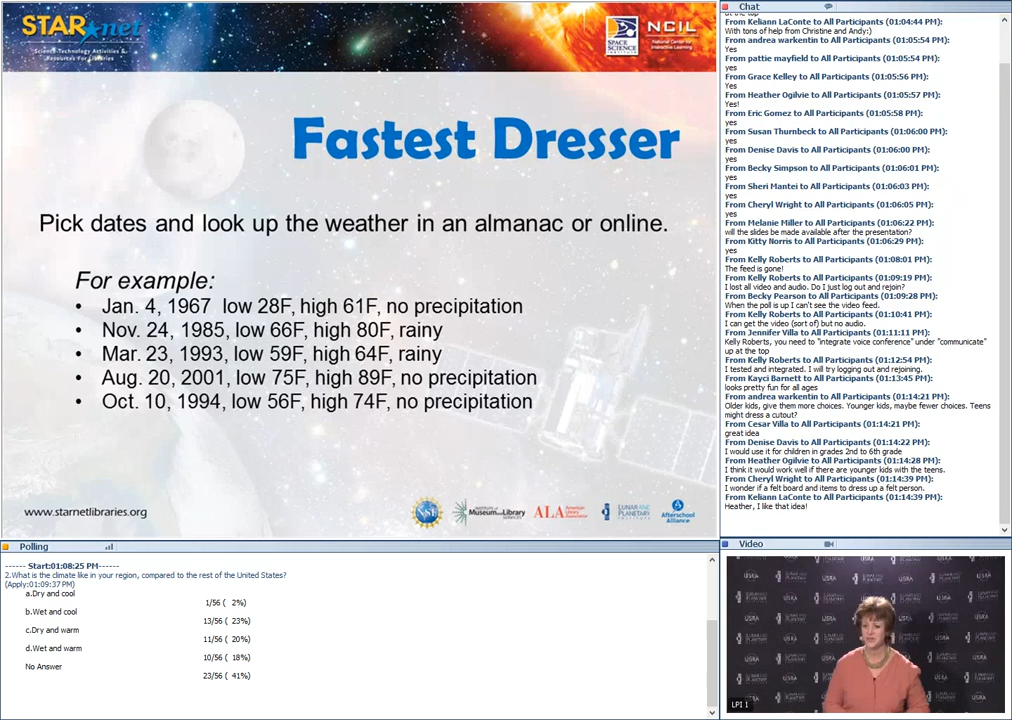 STAR net
Science-Technology Activities &
Resources For Libraries
SPACE
SCIENCE
INSTITUTE
NCIL
National Center for
Interactive Learning
Fastest Dresser
Pick dates and look up the weather in an almanac or online.
For example:
• Jan. 4, 1967 low 28F, high 61F, no precipitation
• Nov. 24, 1985, low 66F, high 80F, rainy
• Mar. 23, 1993, low 59F, high 64F, rainy
• Aug. 20, 2001, low 75F, high 89F, no precipitation
• Oct. 10, 1994, low 56F, high 74F, no precipitation
www.starnetlibraries.org
NSF
INSTITUTE of
Museum and Library
SERVICES
ALA American Library Association
LUNAR AND
PLANETARY
INSTITUTE
Afterschool
Alliance
Chat
at the top
From Keliann LaConte to All Participants (01:04:44 PM):
With tons of help from Christine and Andy:)
From andrea warkentin to All Participants (01:05:54 PM):
Yes
From pattie mayfield to All Participants (01:05:54 PM):
yes
From Grace Kelley to All Participants (01:05:56 PM):
Yes
From Heather Ogilvie to All Participants (01:05:57 PM):
Yes!
From Eric Gomez to All Participants (01:05:58 PM):
yes
From Susan Thurnbeck to All Participants (01:06:00 PM):
yes
From Denise Davis to All Participants (01:06:00 PM):
yes
From Becky Simpson to All Participants (01:06:01 PM):
yes
From Sheri Mantei to All Participants (01:06:03 PM):
yes
From Cheryl Wright to All Participants (01:06:05 PM):
yes
From Melanie Miller to All Participants (01:06:22 PM):
will the slides be made available after the presentation?
From Kitty Norris to All Participants (01:06:29 PM):
yes
From Kelly Roberts to All Participants (01:08:01 PM):
The feed is gone!
From Kelly Roberts to All Participants (01:09:19 PM):
I lost all video and audio. Do I just log out and rejoin?
From Becky Pearson to All Participants (01:09:28 PM):
When the poll is up I can't see the video feed.
From Kelly Roberts to All Participants (01:10:41 PM):
I can get the video (sort of) but no audio.
From Jennifer Villa to All Participants (01:11:11 PM):
Kelly Roberts, you need to "integrate voice conference" under "communicate"
up at the top
From Kelly Roberts to All Participants (01:12:54 PM):
I tested and integrated. I will try logging out and rejoining.
From Kayci Barnett to All Participants (01:13:45 PM):
looks pretty fun for all ages
From andrea warkentin to All Participants (01:14:21 PM):
Older kids, give them more choices. Younger kids, maybe fewer choices. Teens
might dress a cutout?
From Cesar Villa to All Participants (01:14:21 PM):
great idea
From Denise Davis to All Participants (01:14:22 PM):
I would use it for children in grades 2nd to 6th grade
From Heather Ogilvie to All Participants (01:14:28 PM):
I think it would work well if there are younger kids with the teens.
From Cheryl Wright to All Participants (01:14:39 PM):
I wonder if a felt board and items to dress up a felt person.
From Keliann LaConte to All Participants (01:14:39 PM):
Heather, I like that idea!
Polling
------ Start:01:08:25 PM------
2.What is the climate like in your region, compared to the rest of the United States?
(Apply:01:09:37 PM)
a.Dry and cool
1/56 ( 2%)
b.Wet and cool
13/56 ( 23%)
c.Dry and warm
11/56 ( 20%)
d.Wet and warm
10/56 ( 18%)
No Answer
23/56 ( 41%)
Video
USRA
LPI 1